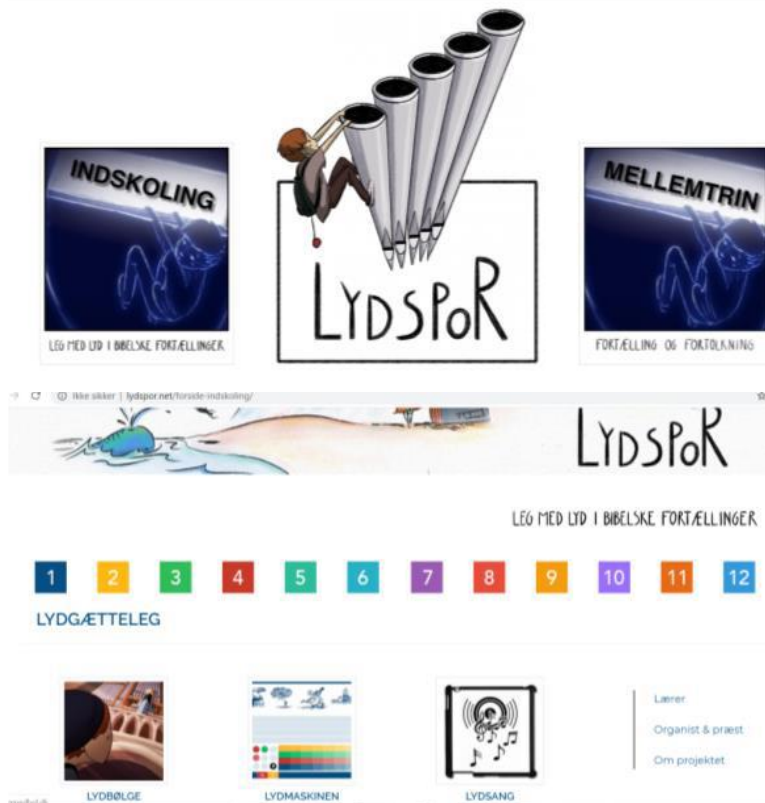 INDSKOLING
LEG MED LYD I BIBELSKE FORTÆLLINGER
LYDSPOR
MELLEMTRIN
FORTÆLLING OG FORTOLKNING
Ikke sikker | lydspor.net/forside-indskoling/
LYDSPOR
LEG MED LYD I BIBELSKE FORTÆLLINGER
1 2 3 4 5 6 7 8 9 10 11 12
LYDGÆTTELEG
LYDBØLGE
LYDMASKINEN
LYDSANG
Lærer
Organist & præst
Om projektet